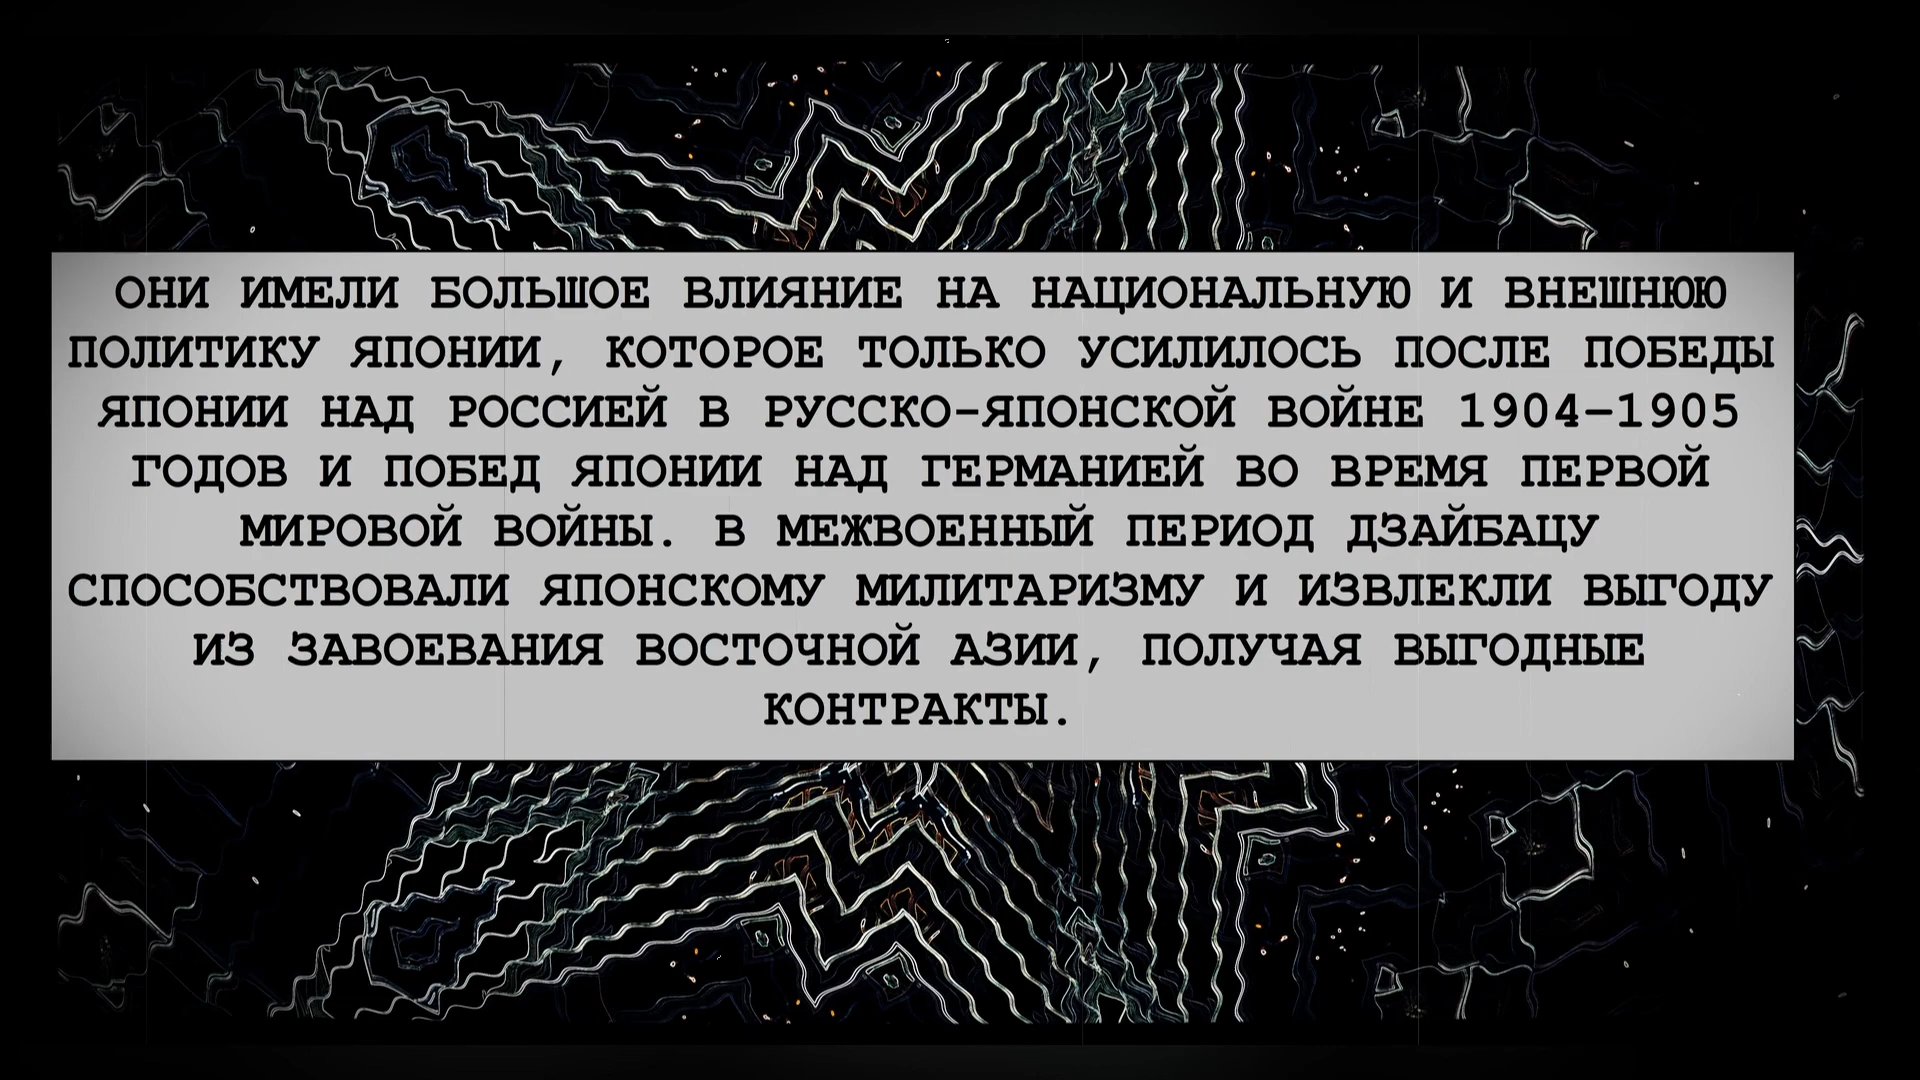 ОНИ ИМЕЛИ БОЛЬШОЕ ВЛИЯНИЕ НА НАЦИОНАЛЬНУЮ И ВНЕШНЮЮ
ПОЛИТИКУ ЯПОНИИ, КОТОРОЕ ТОЛЬКО УСИЛИЛОСЬ ПОСЛЕ ПОБЕДЫ
ЯПОНИИ НАД РОССИЕЙ В РУССКО-ЯПОНСКОЙ ВОЙНЕ 1904–1905
ГОДОВ И ПОБЕД ЯПОНИИ НАД ГЕРМАНИЕЙ ВО ВРЕМЯ ПЕРВОЙ
МИРОВОЙ ВОЙНЫ. В МЕЖВОЕННЫЙ ПЕРИОД ДЗАЙБАЦУ
СПОСОБСТВОВАЛИ ЯПОНСКОМУ МИЛИТАРИЗМУ И ИЗВЛЕКЛИ ВЫГОДУ
ИЗ ЗАВОЕВАНИЯ ВОСТОЧНОЙ АЗИИ, ПОЛУЧАЯ ВЫГОДНЫЕ
КОНТРАКТЫ.